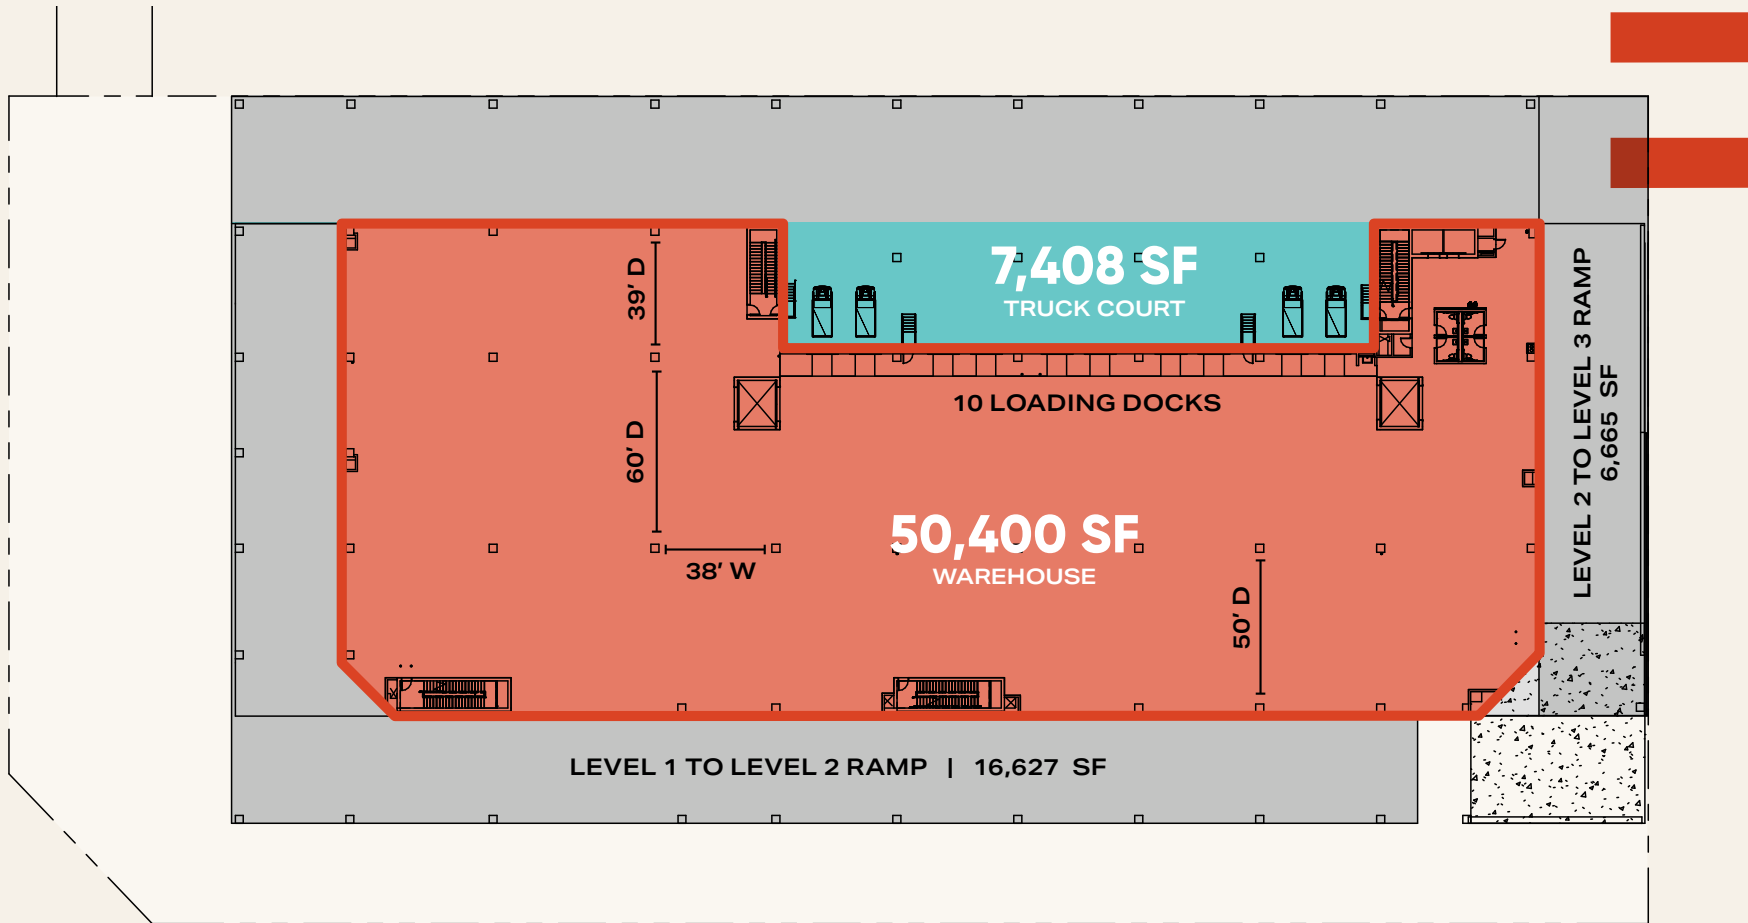 7,408 SF
TRUCK COURT
39′ D
10 LOADING DOCKS
60′ D
50,400 SF
WAREHOUSE
38′ W
50′ D
LEVEL 2 TO LEVEL 3 RAMP
6,665 SF
LEVEL 1 TO LEVEL 2 RAMP | 16,627 SF